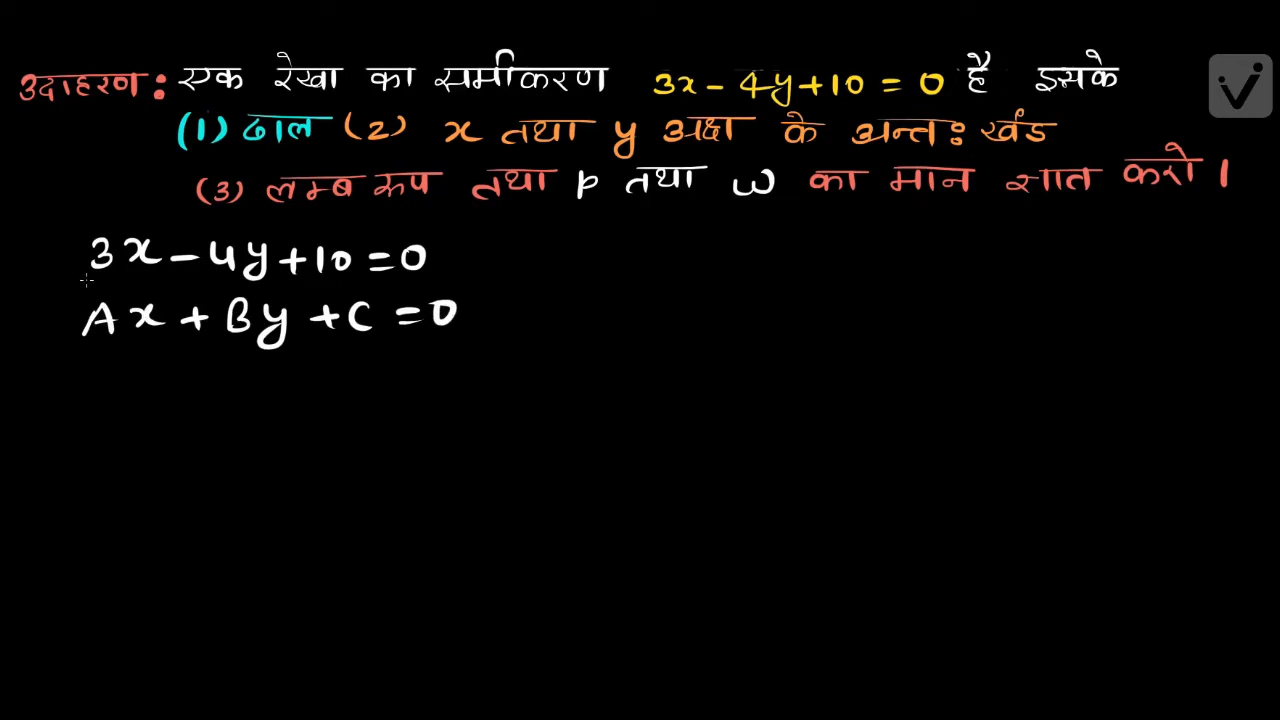 उदाहरण: एक रेखा का समीकरण 3x - 4y + 10 = 0 है इसके
(1) ढाल (2) x तथा y अक्ष के अन्त: खंड
(3) लम्ब रूप तथा p तथा ω का मान ज्ञात करो ।
3x - 4y + 10 = 0
Ax + By + C = 0